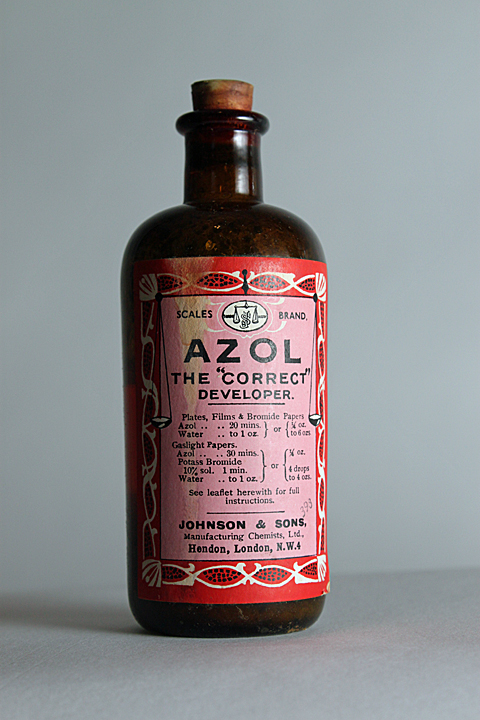 SCALES BRAND.
AZOL
THE "CORRECT"
DEVELOPER.
Plates, Films & Bromide Papers
Azol .. .. 20 mins. } or { ¼ oz.
Water .. to 1 oz. } { to 6 ozs.
Gaslight Papers.
Azol .. .. 30 mins. } { ¼ oz.
Potass Bromide } or {
10% sol. 1 min. } { 4 drops
Water .. to 1 oz. } { to 4 ozs.
See leaflet herewith for full
instructions.
JOHNSON & SONS,
Manufacturing Chemists, Ltd.,
Hendon, London, N.W.4